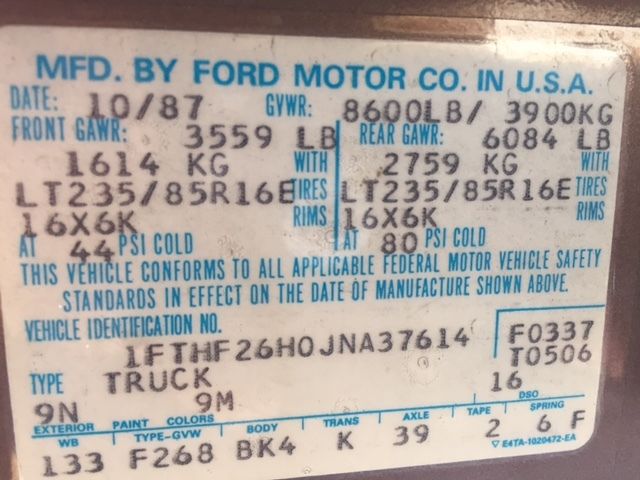 MFD. BY FORD MOTOR CO. IN U.S.A.
DATE: 10/87 GVWR: 8600LB/ 3900KG
FRONT GAWR: 3559 LB REAR GAWR: 6084 LB
1614 KG WITH 2759 KG WITH
LT235/85R16E TIRES LT235/85R16E TIRES
16X6K RIMS 16X6K RIMS
AT 44 PSI COLD AT 80 PSI COLD
THIS VEHICLE CONFORMS TO ALL APPLICABLE FEDERAL MOTOR VEHICLE SAFETY
STANDARDS IN EFFECT ON THE DATE OF MANUFACTURE SHOWN ABOVE.
VEHICLE IDENTIFICATION NO. F0337
1FTHF26H0JNA37614 T0506
TYPE TRUCK 16
9N 9M DSO
EXTERIOR PAINT COLORS
WB TYPE-GVW BODY TRANS AXLE TAPE SPRING
133 F268 BK4 K 39 2 6 F
E4TA-1020472-EA